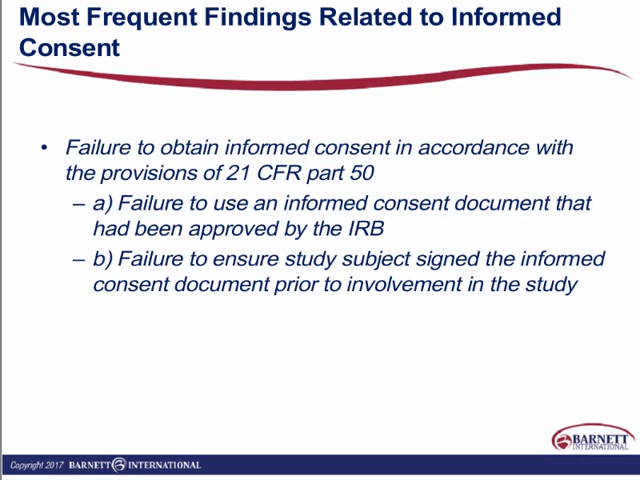 Most Frequent Findings Related to Informed
Consent
• Failure to obtain informed consent in accordance with
the provisions of 21 CFR part 50
– a) Failure to use an informed consent document that
had been approved by the IRB
– b) Failure to ensure study subject signed the informed
consent document prior to involvement in the study
BARNETT
INTERNATIONAL
Copyright 2017 BARNETT INTERNATIONAL